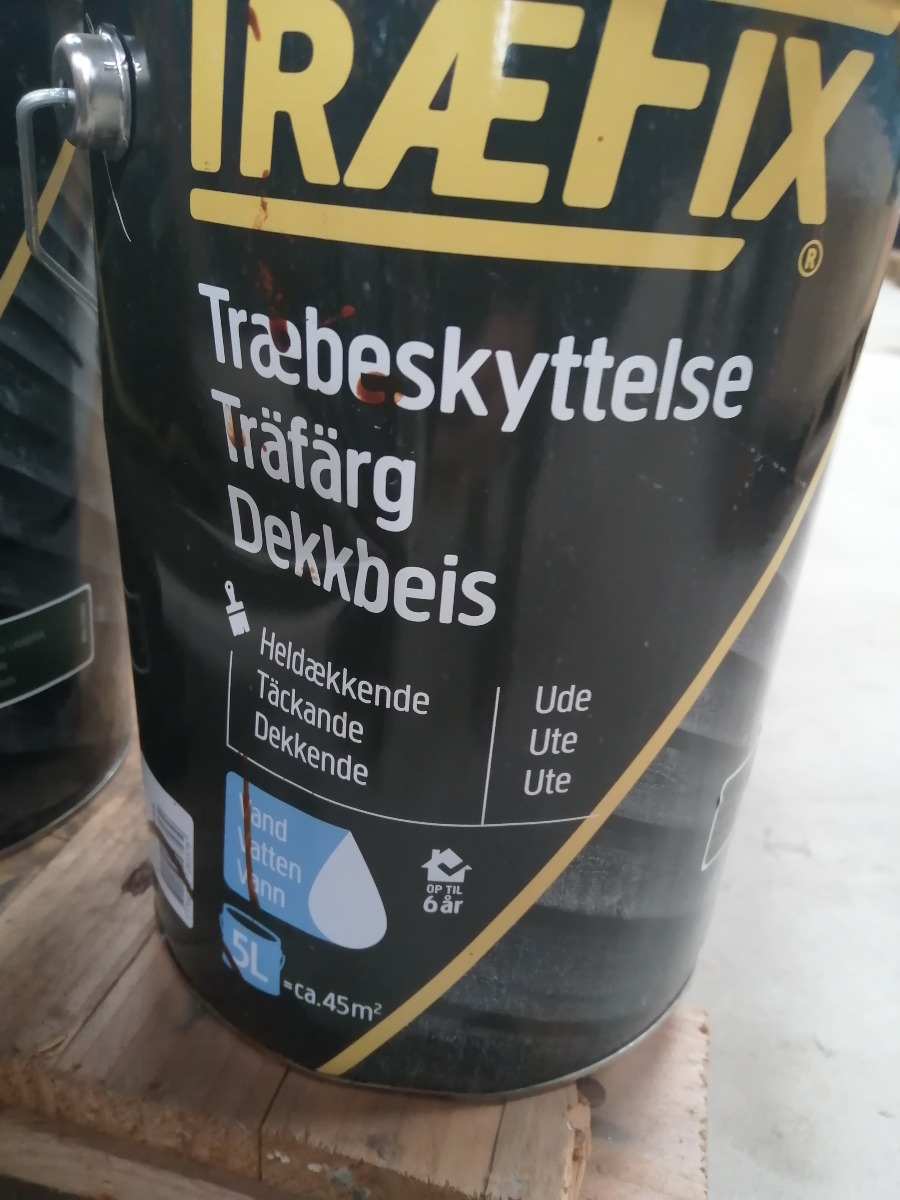 TRÆFIX
®
Træbeskyttelse
Träfärg
Dekkbeis
Heldækkende
Täckande
Dekkende
Ude
Ute
Ute
Vand
Vatten
Vann
OP TIL
6 år
5L =ca.45m²